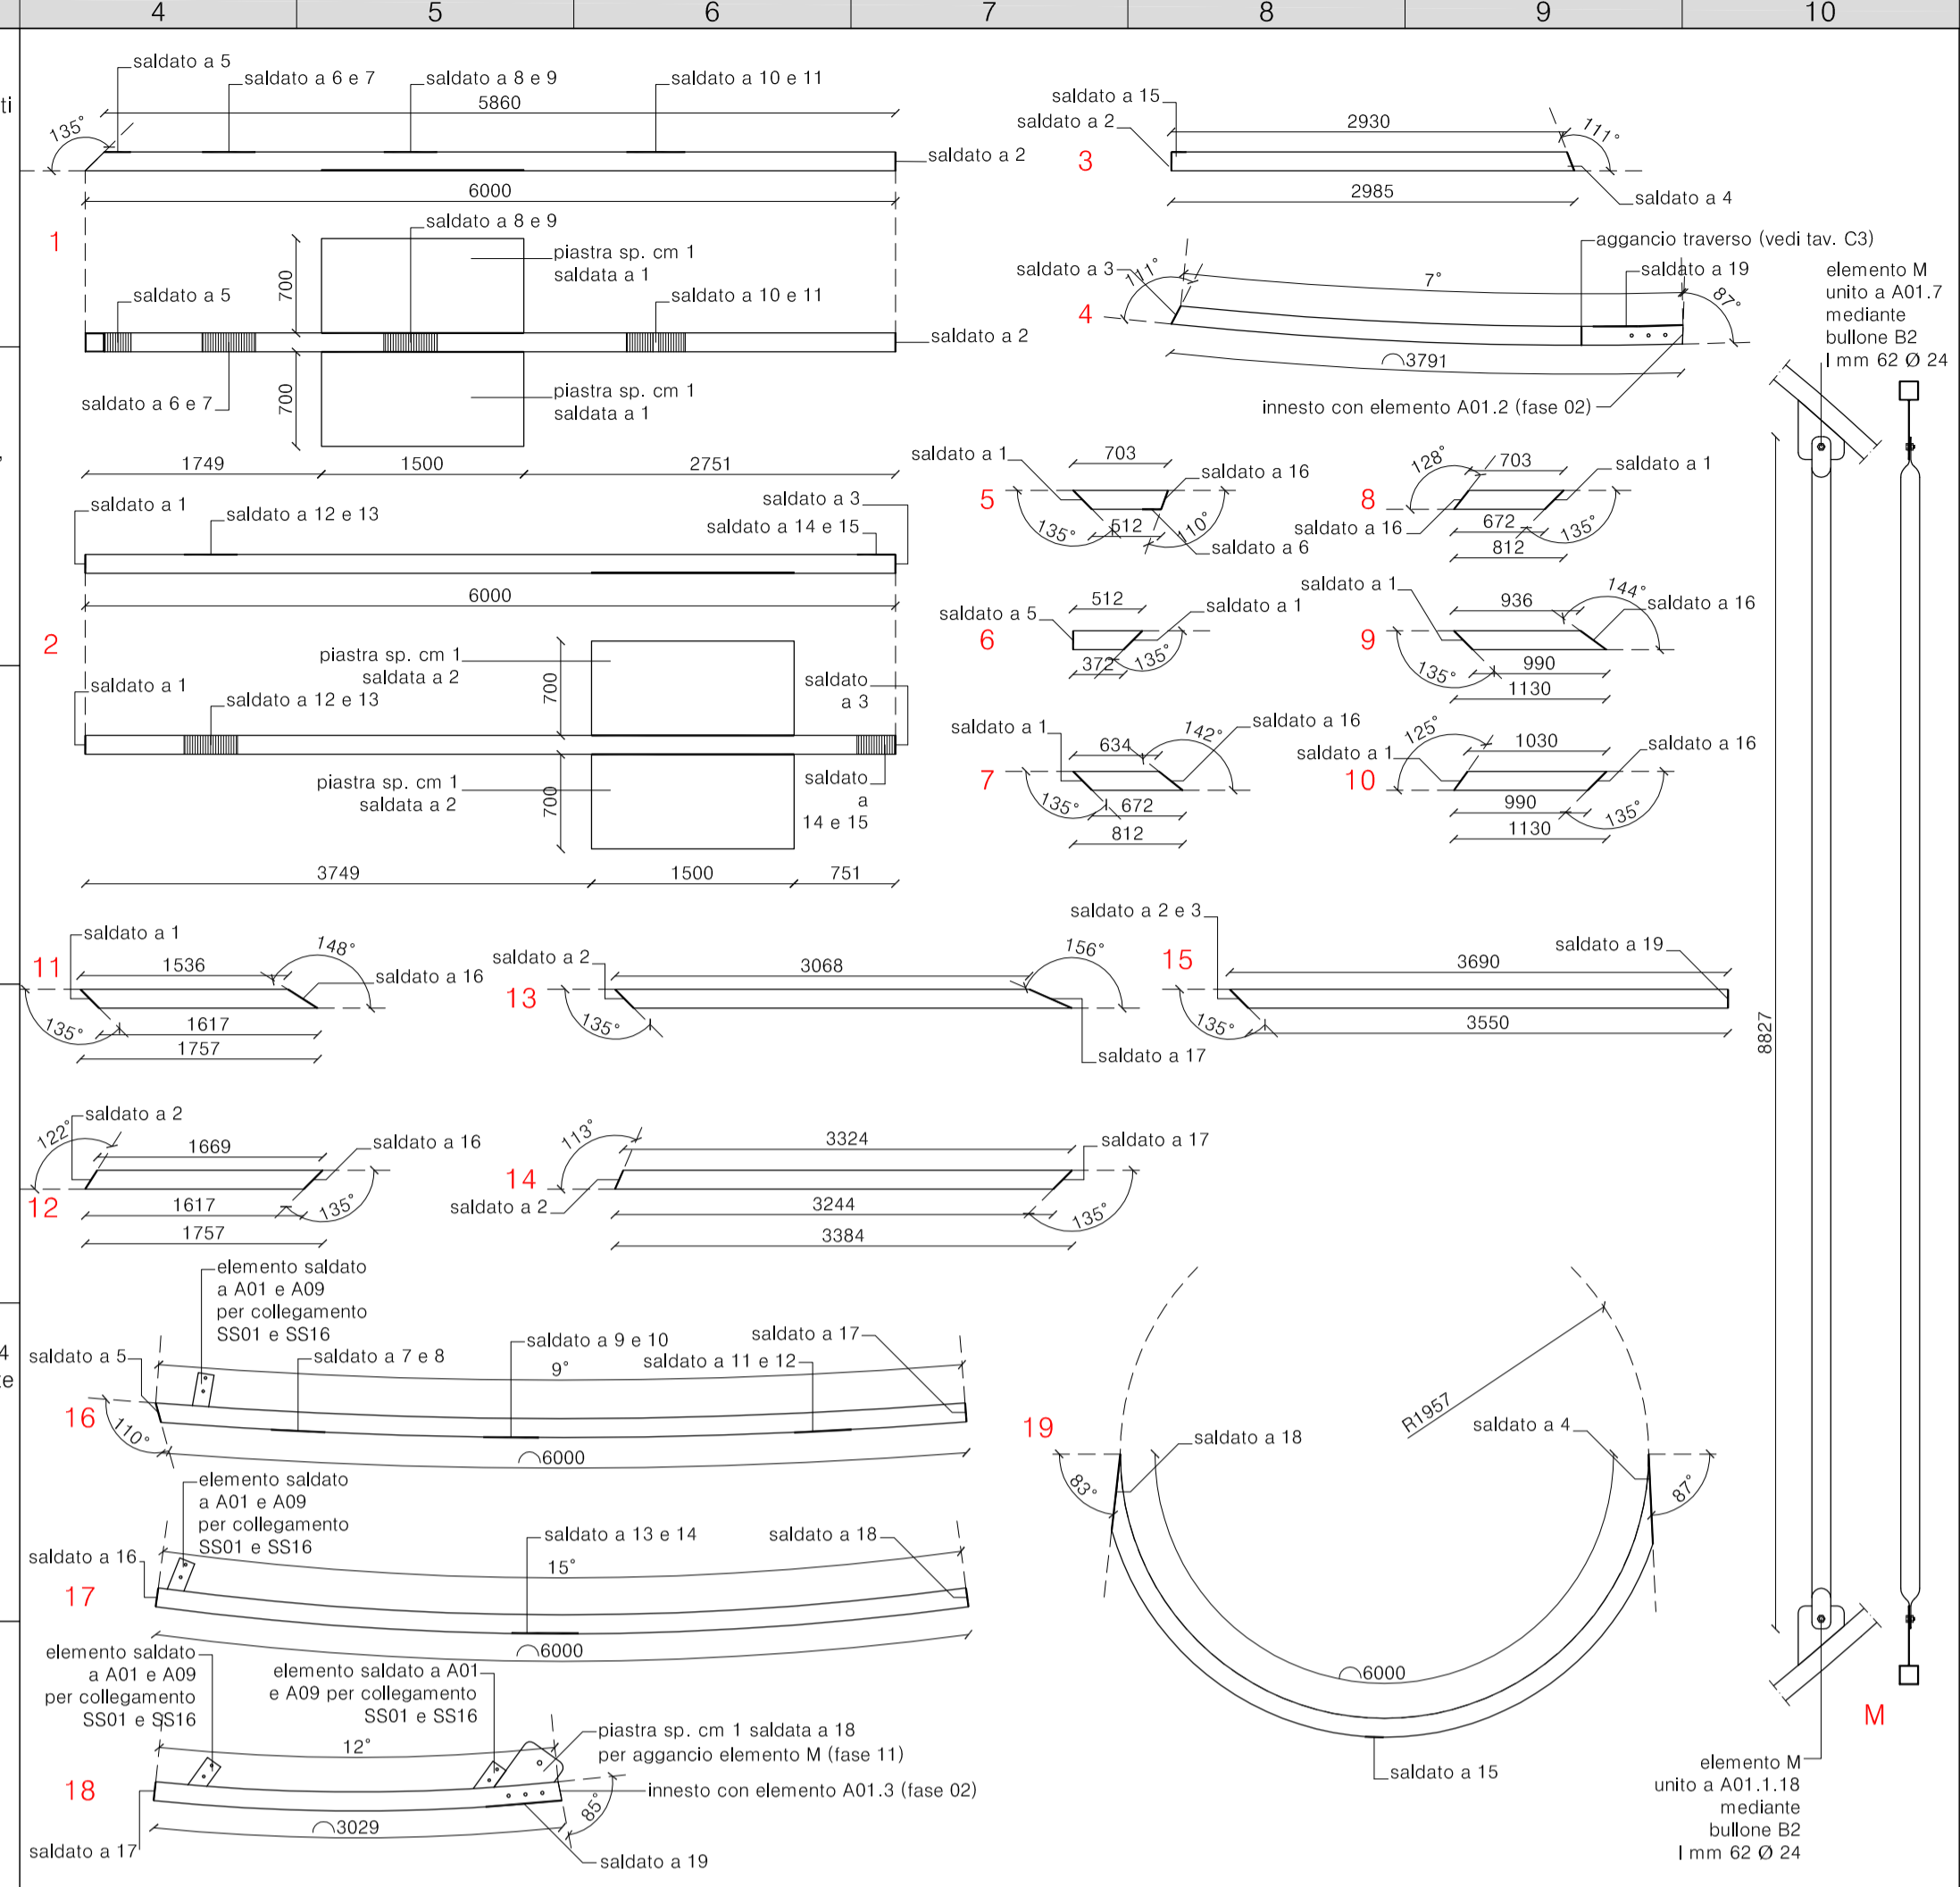 4 5 6 7 8 9 10
ti
,
4
te
saldato a 5
saldato a 6 e 7
saldato a 8 e 9
saldato a 10 e 11
5860
135°
saldato a 2
6000
1
saldato a 8 e 9
piastra sp. cm 1
saldata a 1
700
saldato a 5
saldato a 10 e 11
saldato a 2
saldato a 6 e 7
700
piastra sp. cm 1
saldata a 1
1749
1500
2751
saldato a 1
saldato a 12 e 13
saldato a 3
saldato a 14 e 15
6000
2
piastra sp. cm 1
saldata a 2
700
saldato a 1
saldato a 12 e 13
saldato
a 3
piastra sp. cm 1
saldata a 2
700
saldato
a
14 e 15
3749
1500
751
saldato a 15
saldato a 2
3
2930
111°
2985
saldato a 4
aggancio traverso (vedi tav. C3)
saldato a 3
111°
7°
saldato a 19
87°
4
3791
innesto con elemento A01.2 (fase 02)
elemento M
unito a A01.7
mediante
bullone B2
l mm 62 Ø 24
saldato a 1
703
saldato a 16
5
135°
512
110°
saldato a 6
128°
703
saldato a 1
8
saldato a 16
672
135°
812
512
saldato a 5
saldato a 1
6
372
135°
saldato a 1
936
144°
saldato a 16
9
135°
990
1130
saldato a 1
634
142°
saldato a 16
7
135°
672
812
125°
1030
saldato a 1
saldato a 16
10
990
135°
1130
saldato a 1
11
1536
148°
saldato a 16
135°
1617
1757
saldato a 2
13
3068
156°
135°
saldato a 17
saldato a 2 e 3
15
3690
saldato a 19
135°
3550
8827
saldato a 2
122°
1669
saldato a 16
12
1617
135°
1757
113°
3324
saldato a 17
14
saldato a 2
3244
135°
3384
elemento saldato
a A01 e A09
per collegamento
SS01 e SS16
saldato a 5
saldato a 7 e 8
saldato a 9 e 10
saldato a 17
saldato a 11 e 12
9°
16
110°
6000
elemento saldato
a A01 e A09
per collegamento
SS01 e SS16
saldato a 16
saldato a 13 e 14
saldato a 18
15°
17
6000
elemento saldato
a A01 e A09
per collegamento
SS01 e SS16
elemento saldato a A01
e A09 per collegamento
SS01 e SS16
piastra sp. cm 1 saldata a 18
per aggancio elemento M (fase 11)
12°
18
innesto con elemento A01.3 (fase 02)
85°
3029
saldato a 17
saldato a 19
19
R1957
saldato a 18
saldato a 4
83°
87°
6000
saldato a 15
M
elemento M
unito a A01.1.18
mediante
bullone B2
l mm 62 Ø 24